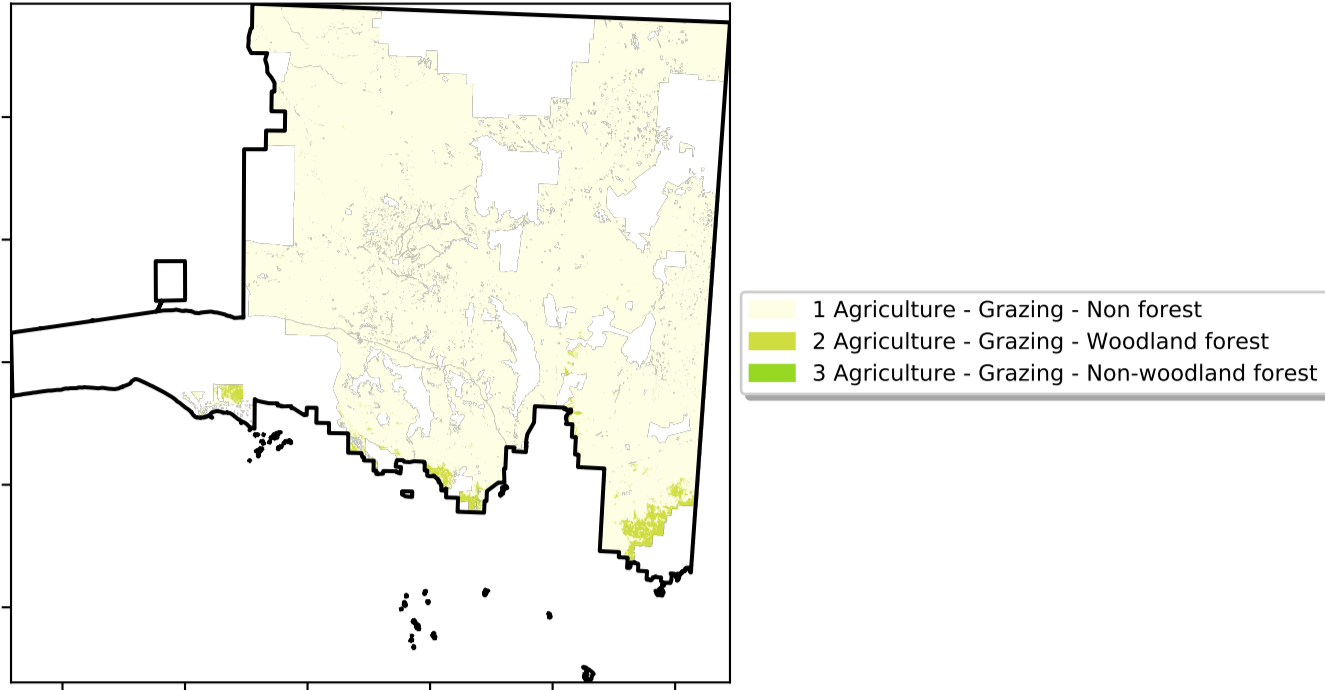 1 Agriculture - Grazing - Non forest
2 Agriculture - Grazing - Woodland forest
3 Agriculture - Grazing - Non-woodland forest